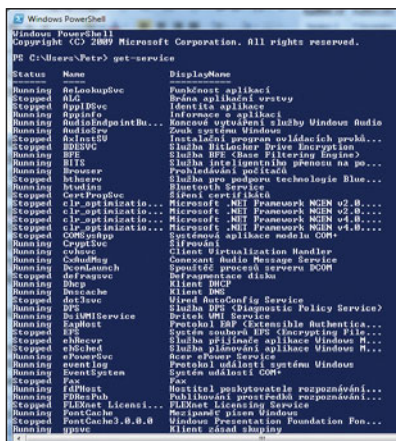 Windows PowerShell
Windows PowerShell
Copyright (C) 2009 Microsoft Corporation. All rights reserved.
PS C:\Users\Petr> get-service
Status Name DisplayName
------ ---- -----------
Running AeLookupSvc Funkčnost aplikací
Stopped ALG Brána aplikační vrstvy
Stopped AppIDSvc Identita aplikace
Running Appinfo Informace o aplikaci
Running AudioEndpointBu... Koncové vytváření služby Windows Audio
Running AudioSrv Zvuk systému Windows
Stopped AxInstSV Instalační program ovládacích prvků...
Stopped BDESVC Služba BitLocker Drive Encryption
Running BFE Služba BFE (Base Filtering Engine)
Running BITS Služba inteligentního přenosu na po...
Running Browser Prohledávání počítačů
Stopped bthserv Služba pro podporu technologie Blue...
Running btwdins Bluetooth Service
Stopped CertPropSvc Šíření certifikátů
Stopped clr_optimizatio... Microsoft .NET Framework NGEN v2.0....
Stopped clr_optimizatio... Microsoft .NET Framework NGEN v2.0....
Stopped clr_optimizatio... Microsoft .NET Framework NGEN v4.0....
Stopped clr_optimizatio... Microsoft .NET Framework NGEN v4.0....
Stopped COMSysApp Systémová aplikace modelu COM+
Running CryptSvc Šifrování
Running cvhsvc Client Virtualization Handler
Running CxAudMsg Conexant Audio Message Service
Running DcomLaunch Spouštěč procesů serveru DCOM
Stopped defragsvc Defragmentace disku
Running Dhcp Klient DHCP
Running Dnscache Klient DNS
Stopped dot3svc Wired AutoConfig Service
Running DPS Služba DPS (Diagnostic Policy Service)
Running DsiWMIService Dritek WMI Service
Running EapHost Protokol EAP (Extensible Authentica...
Stopped EFS Systém souborů EFS (Encrypting File...
Stopped ehRecvr Služba přijímače aplikace Windows M...
Stopped ehSched Služba plánování aplikace Windows M...
Running ePowerSvc Acer ePower Service
Running eventlog Protokol událostí systému Windows
Running EventSystem Systém událostí COM+
Stopped Fax Fax
Running fdPHost Hostitel poskytovatele rozpoznávání...
Running FDResPub Publikování prostředků rozpoznávání...
Stopped FLEXnet Licensi... FLEXnet Licensing Service
Running FontCache Mezipaměť písem Windows
Stopped FontCache3.0.0.0 Windows Presentation Foundation Fon...
Running gpsvc Klient zásad skupiny